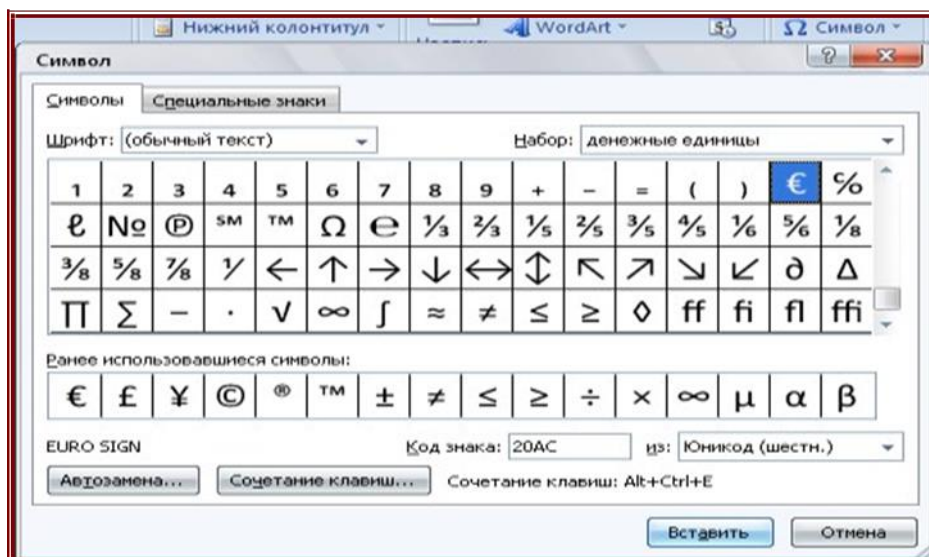 Нижний колонтитул WordArt Ω Символ
Символ
Символы Специальные знаки
Шрифт: (обычный текст) Набор: денежные единицы
1 2 3 4 5 6 7 8 9 + − = ( ) € ℅
ℓ № ℗ ℠ ™ Ω ℮ ⅓ ⅔ ⅕ ⅖ ⅗ ⅘ ⅙ ⅚ ⅛
⅜ ⅝ ⅞ ⅟ ← ↑ → ↓ ↔ ↕ ↖ ↗ ↘ ↙ ∂ ∆
∏ ∑ − ∙ √ ∞ ∫ ≈ ≠ ≤ ≥ ◊ ff fi fl ffi
Ранее использовавшиеся символы:
€ £ ¥ © ® ™ ± ≠ ≤ ≥ ÷ × ∞ µ α β
EURO SIGN Код знака: 20AC из: Юникод (шестн.)
Автозамена... Сочетание клавиш... Сочетание клавиш: Alt+Ctrl+E
Вставить Отмена